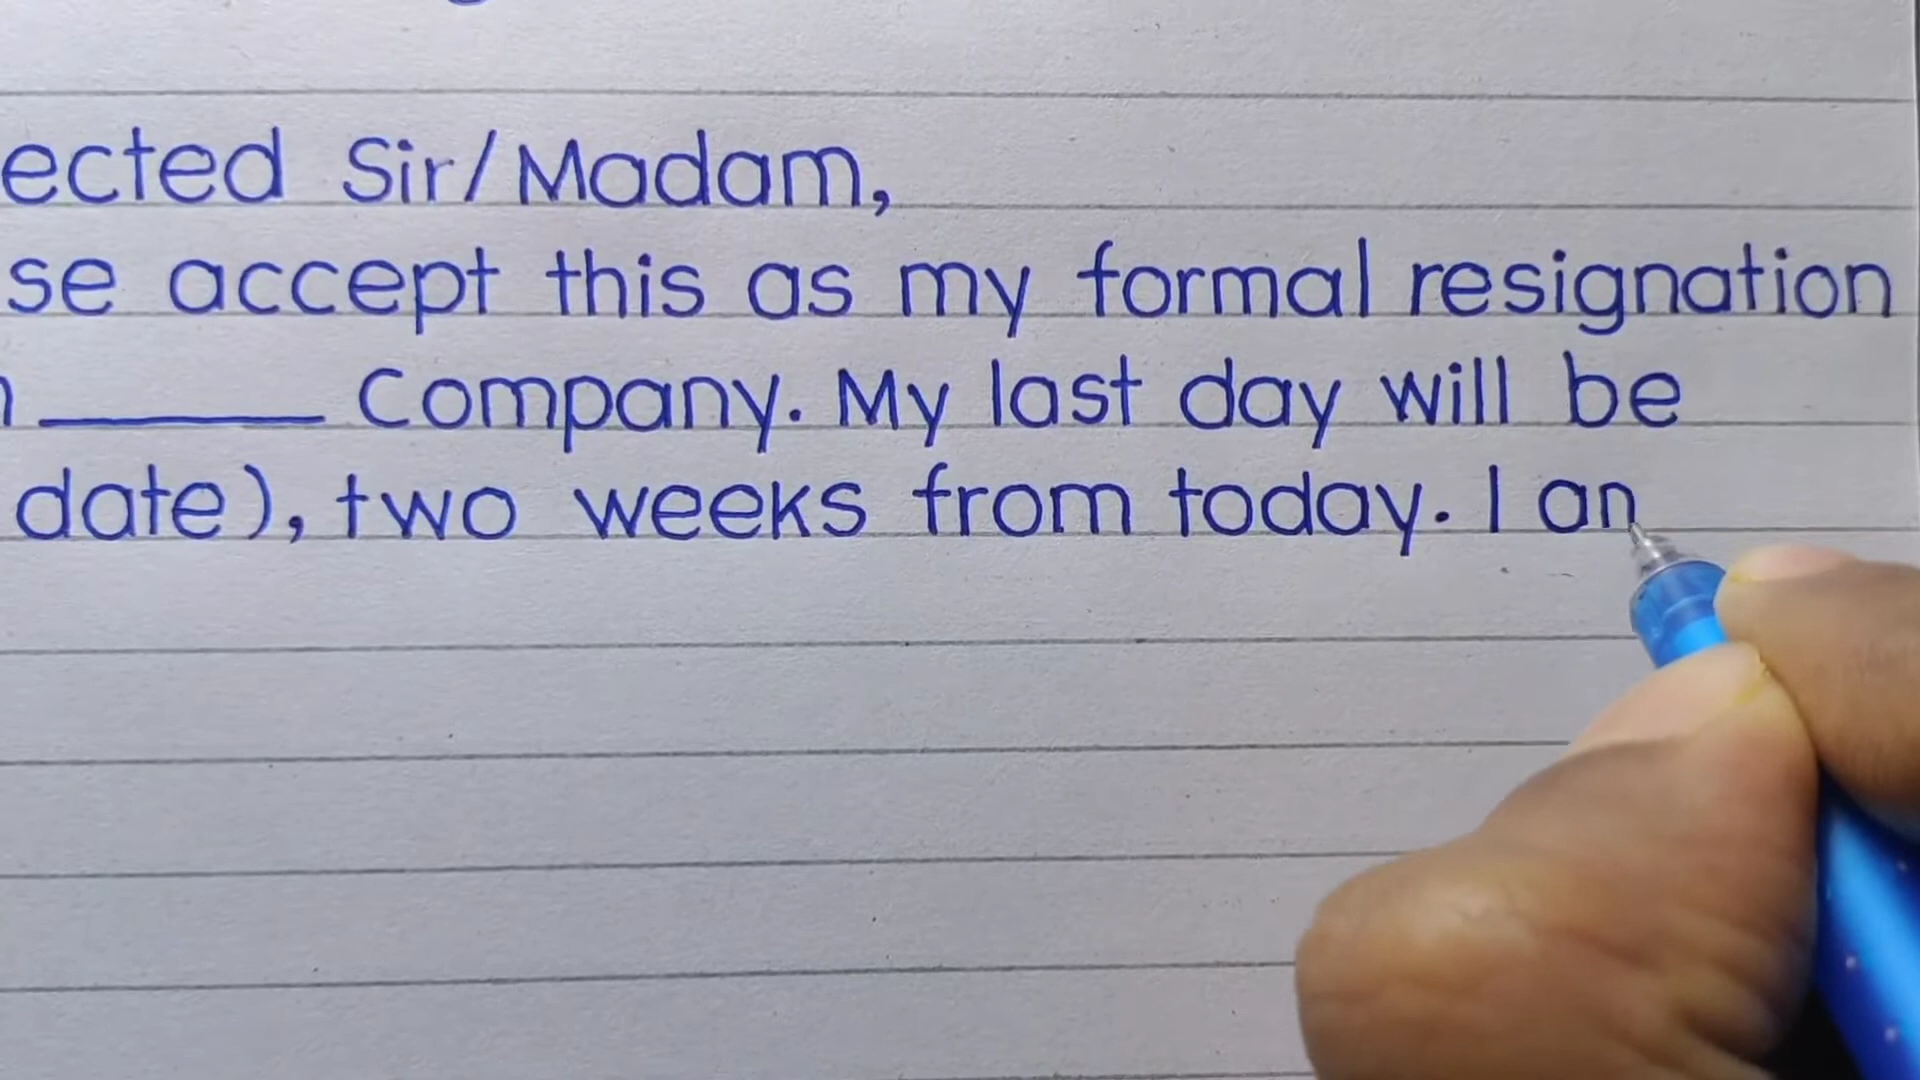 ected Sir/Madam,
se accept this as my formal resignation
n ______ Company. My last day will be
date), two weeks from today. I an